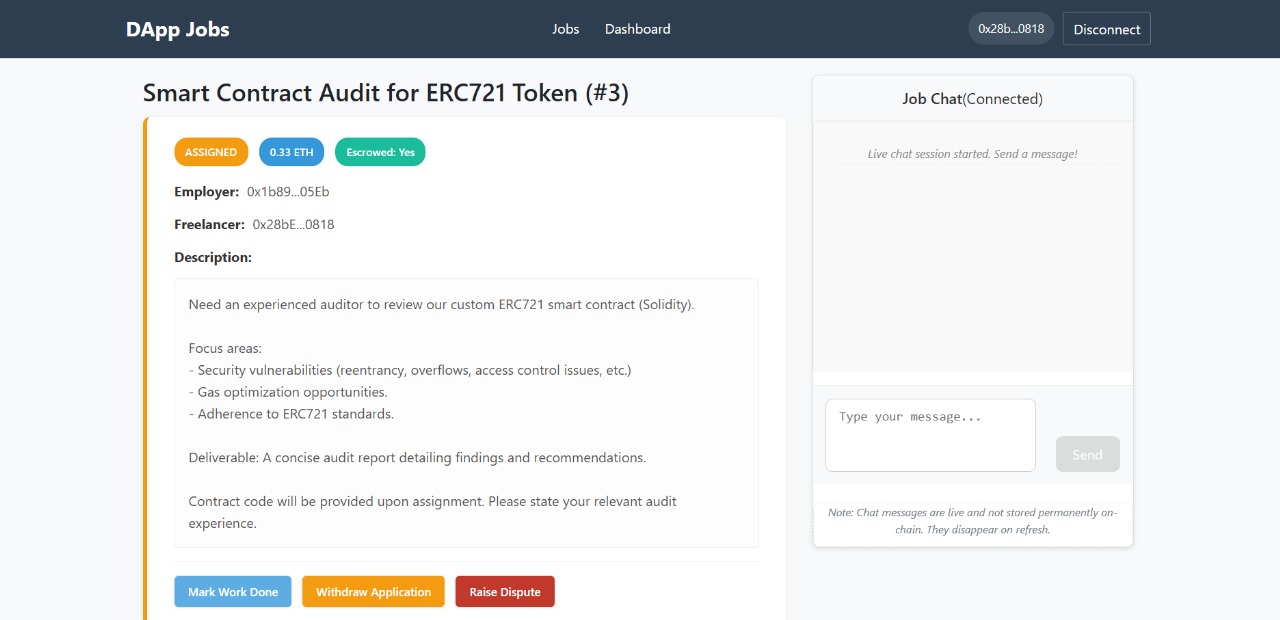 DApp Jobs
Jobs
Dashboard
0x28b...0818
Disconnect
Smart Contract Audit for ERC721 Token (#3)
ASSIGNED
0.33 ETH
Escrowed: Yes
Employer: 0x1b89...05Eb
Freelancer: 0x28bE...0818
Description:
Need an experienced auditor to review our custom ERC721 smart contract (Solidity).
Focus areas:
- Security vulnerabilities (reentrancy, overflows, access control issues, etc.)
- Gas optimization opportunities.
- Adherence to ERC721 standards.
Deliverable: A concise audit report detailing findings and recommendations.
Contract code will be provided upon assignment. Please state your relevant audit
experience.
Mark Work Done
Withdraw Application
Raise Dispute
Job Chat(Connected)
Live chat session started. Send a message!
Type your message...
Send
Note: Chat messages are live and not stored permanently on-
chain. They disappear on refresh.